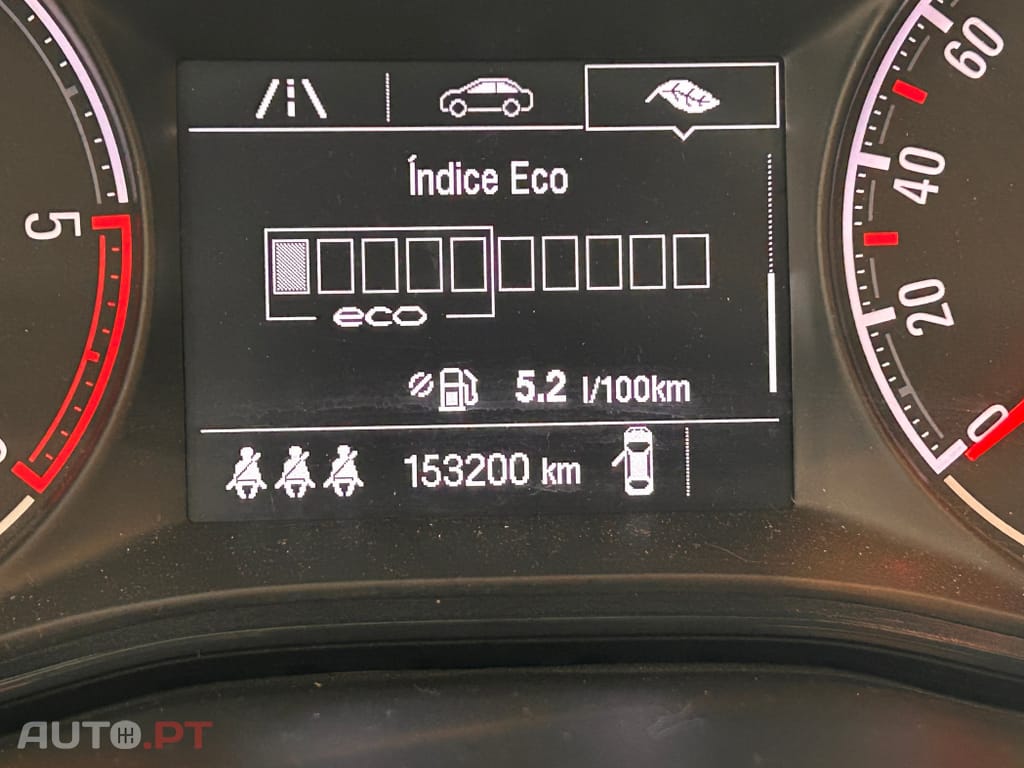 Índice Eco
eco
5.2 l/100km
153200 km
5
60
40
20
0
AUTO.PT